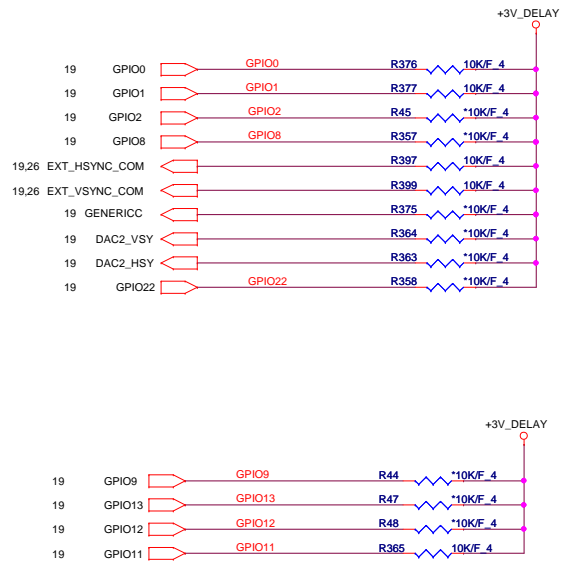 +3V_DELAY
19 GPIO0 GPIO0 R376 10K/F_4
19 GPIO1 GPIO1 R377 10K/F_4
19 GPIO2 GPIO2 R45 *10K/F_4
19 GPIO8 GPIO8 R357 *10K/F_4
19,26 EXT_HSYNC_COM R397 10K/F_4
19,26 EXT_VSYNC_COM R399 10K/F_4
19 GENERICC R375 *10K/F_4
19 DAC2_VSY R364 *10K/F_4
19 DAC2_HSY R363 *10K/F_4
19 GPIO22 GPIO22 R358 *10K/F_4
+3V_DELAY
19 GPIO9 GPIO9 R44 *10K/F_4
19 GPIO13 GPIO13 R47 *10K/F_4
19 GPIO12 GPIO12 R48 *10K/F_4
19 GPIO11 GPIO11 R365 10K/F_4